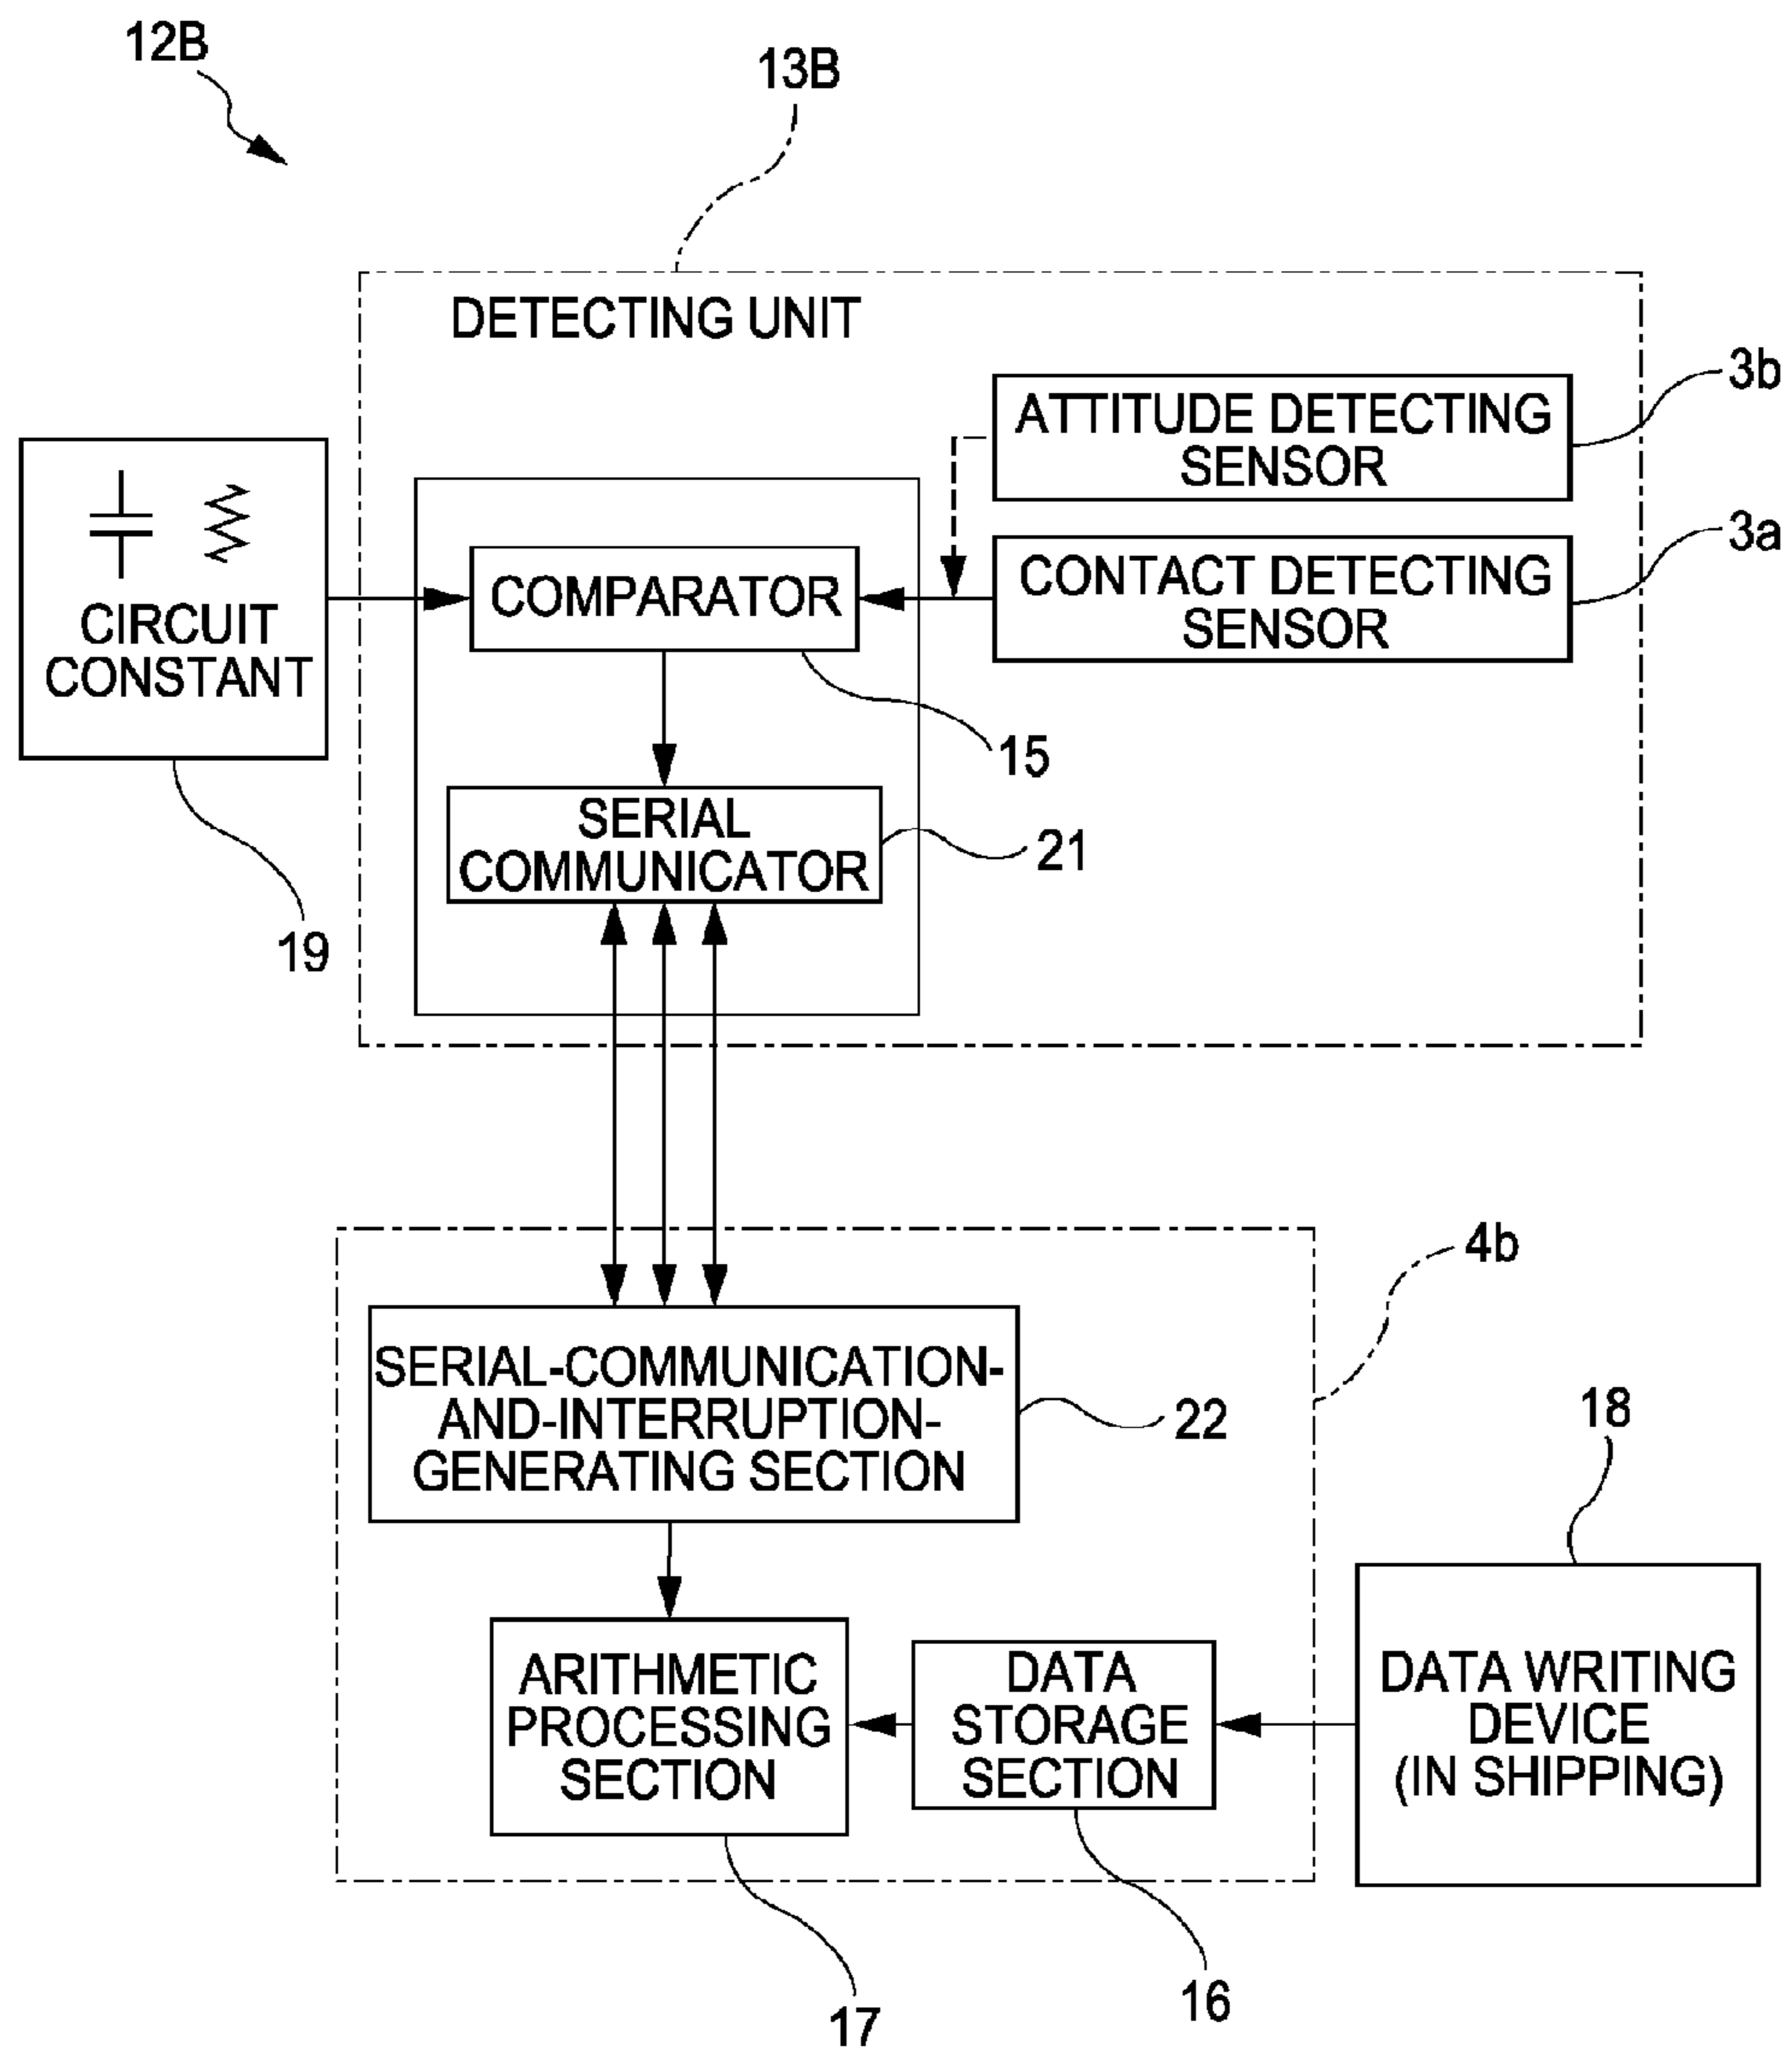 12B
13B
DETECTING UNIT
3b
ATTITUDE DETECTING
SENSOR
3a
CONTACT DETECTING
SENSOR
COMPARATOR
CIRCUIT
CONSTANT
15
SERIAL
COMMUNICATOR
21
19
4b
SERIAL-COMMUNICATION-
AND-INTERRUPTION-
GENERATING SECTION
22
18
ARITHMETIC
PROCESSING
SECTION
DATA
STORAGE
SECTION
DATA WRITING
DEVICE
(IN SHIPPING)
16
17